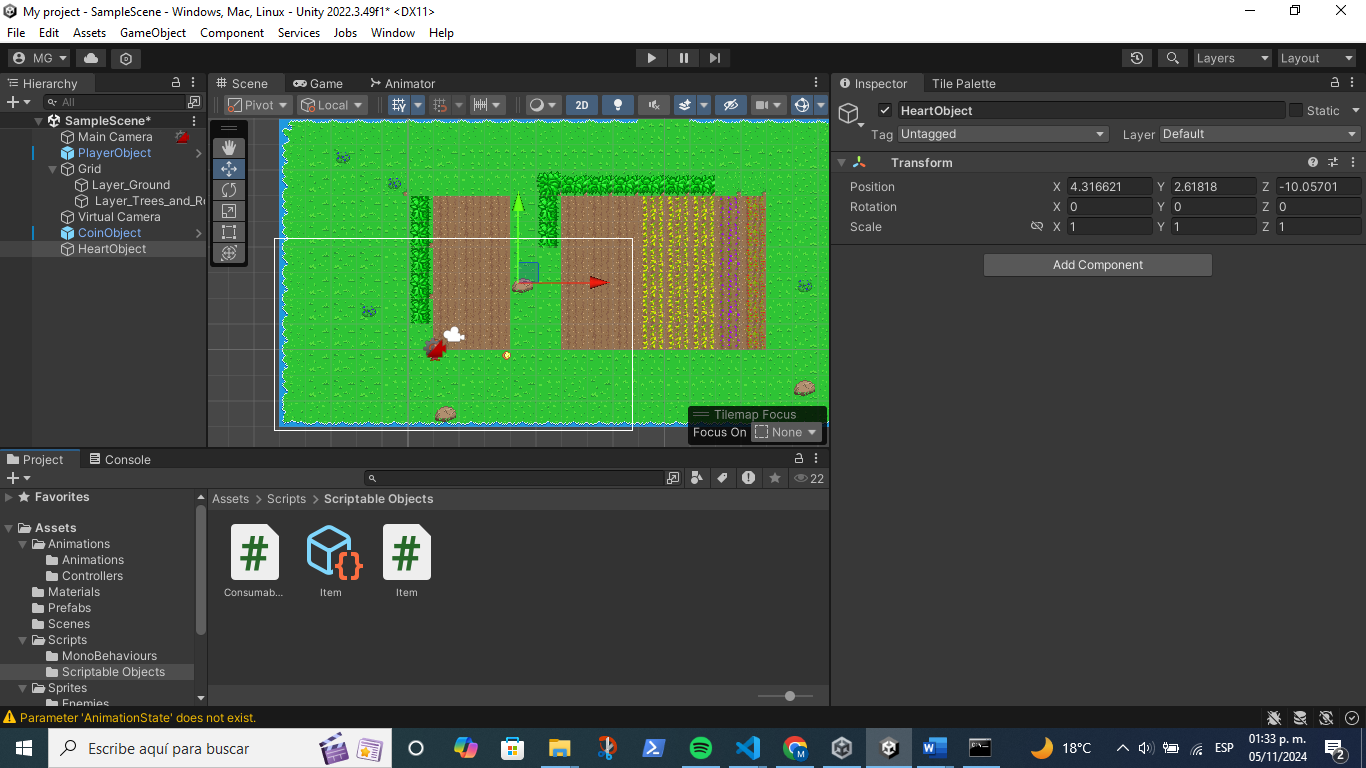 My project - SampleScene - Windows, Mac, Linux - Unity 2022.3.49f1* <DX11>
File Edit Assets GameObject Component Services Jobs Window Help
MG Layers Layout
Hierarchy
All
SampleScene*
Main Camera
PlayerObject
Grid
Layer_Ground
Layer_Trees_and_Ro
Virtual Camera
CoinObject
HeartObject
Scene Game Animator
Pivot Local 2D
Tilemap Focus
Focus On None
Inspector Tile Palette
HeartObject Static
Tag Untagged Layer Default
Transform
Position X 4.316621 Y 2.61818 Z -10.05701
Rotation X 0 Y 0 Z 0
Scale X 1 Y 1 Z 1
Add Component
Project Console
22
Favorites
Assets
Animations
Animations
Controllers
Materials
Prefabs
Scenes
Scripts
MonoBehaviours
Scriptable Objects
Sprites
Enemies
Assets > Scripts > Scriptable Objects
Consumab... Item Item
Parameter 'AnimationState' does not exist.
Escribe aquí para buscar
18°C
ESP
01:33 p. m.
05/11/2024
2